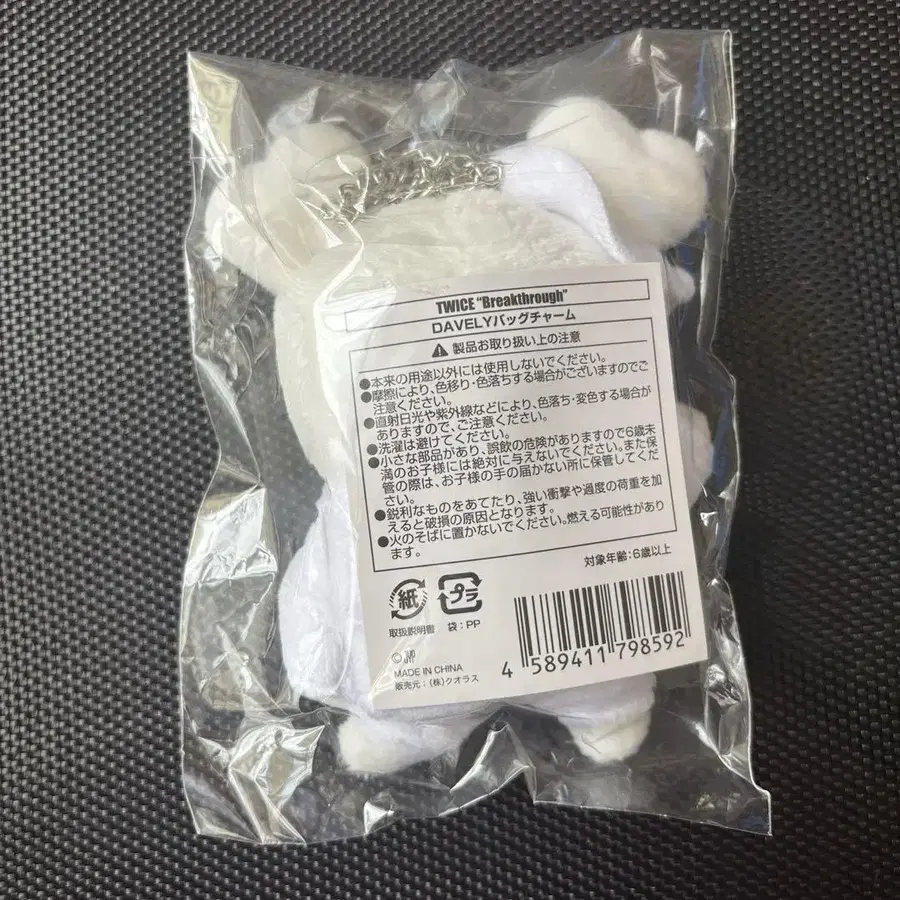 TWICE "Breakthrough"
DAVELYバッグチャーム
製品お取り扱い上の注意
●本来の用途以外には使用しないでください。
●摩擦により、色移り・色落ちする場合がございますのでご
注意ください。
●直射日光や紫外線などにより、色落ち・変色する場合が
ありますので、ご注意ください。
●洗濯は避けてください。
●小さな部品があり、誤飲の危険がありますので6歳未
満のお子様には絶対に与えないでください。また保
管の際は、お子様の手の届かない所に保管してくだ
さい。
●鋭利なものをあてたり、強い衝撃や過度の荷重を加
えると破損の原因となります。
●火のそばに置かないでください。燃える可能性があり
ます。
対象年齢:6歳以上
紙
プラ
取扱説明書 袋:PP
4 589411 798592
© JYP
MADE IN CHINA
販売元:(株)クオラス